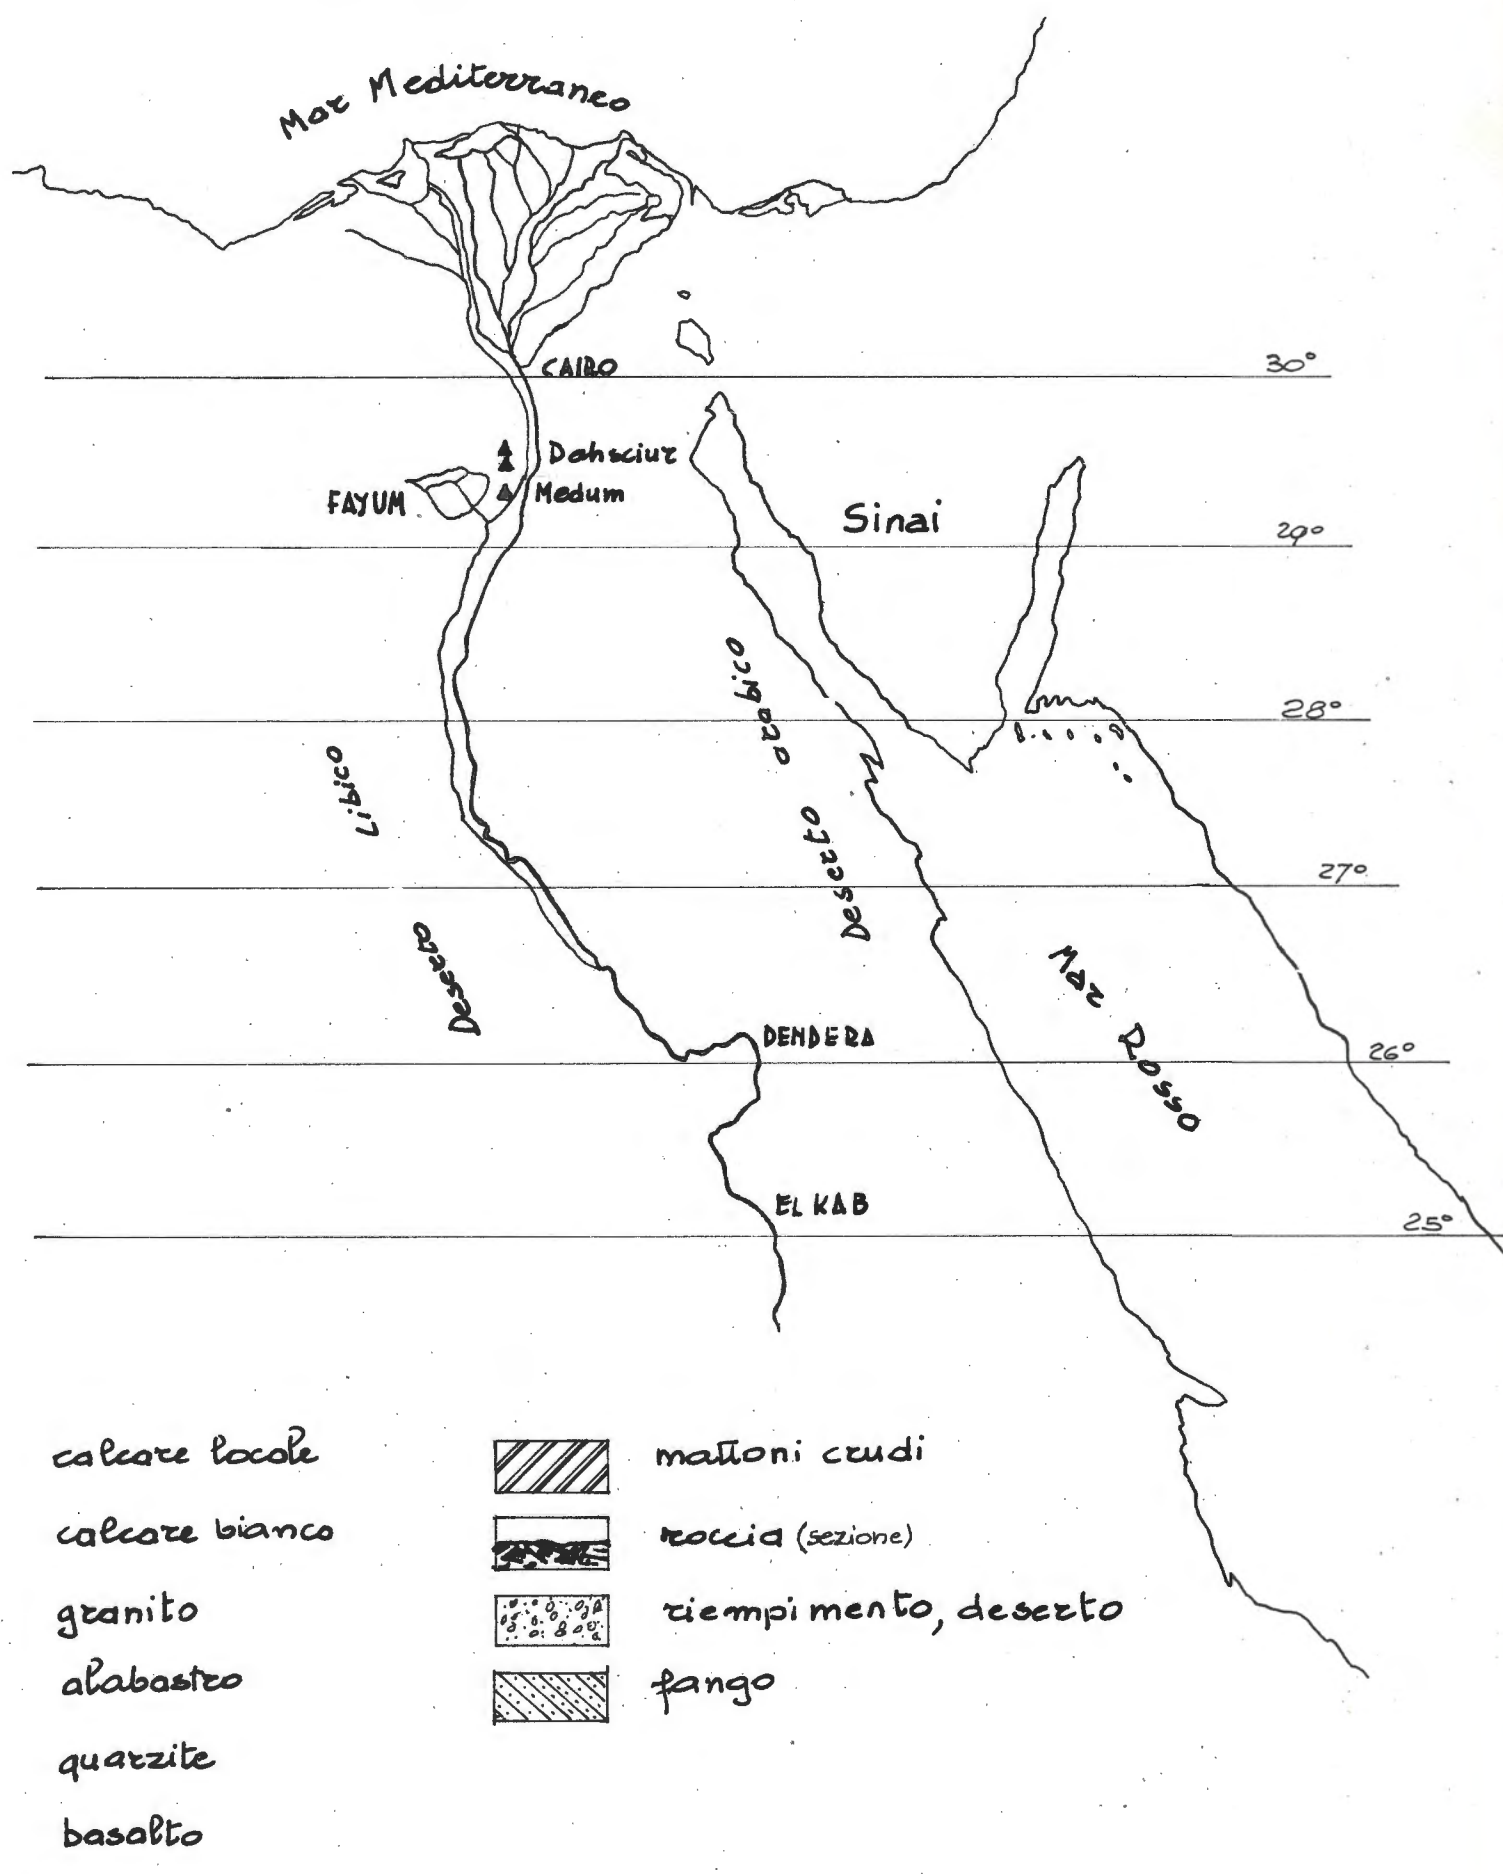 Mar Mediterraneo
CAIRO
30°
Dahsciur
FAYUM
Medum
Sinai
29°
28°
Deserto Libico
Deserto arabico
27°
Mar Rosso
DENDERA
26°
EL KAB
25°
calcare locale
mattoni crudi
calcare bianco
roccia (sezione)
granito
riempimento, deserto
alabastro
fango
quarzite
basalto